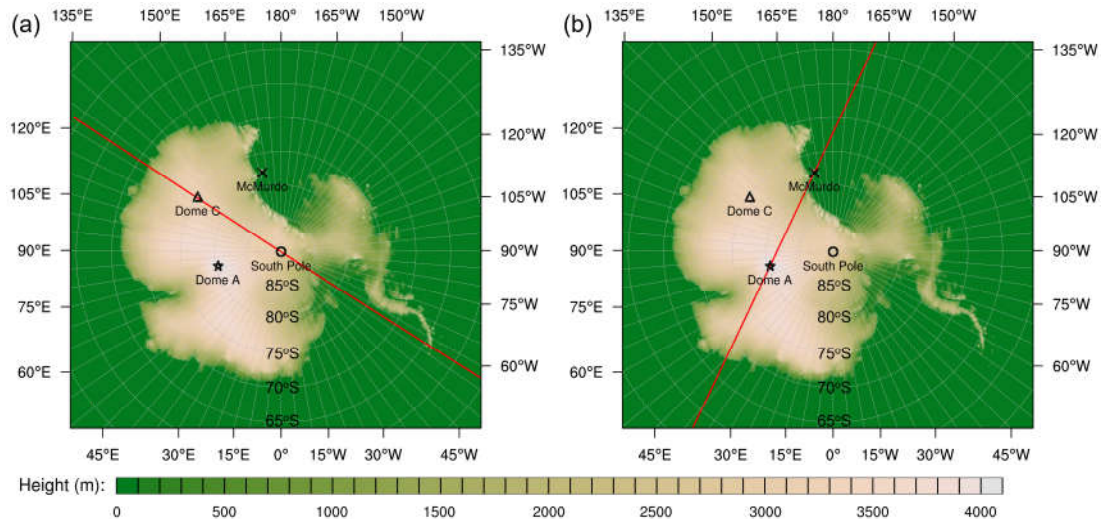 (a)
135°E 150°E 165°E 180° 165°W 150°W
135°W
120°E
120°W
105°E
105°W
90°E
90°W
75°E
75°W
60°E
60°W
McMurdo
Dome C
South Pole
Dome A
85°S
80°S
75°S
70°S
65°S
45°E 30°E 15°E 0° 15°W 30°W 45°W
(b)
135°E 150°E 165°E 180° 165°W 150°W
135°W
120°E
120°W
105°E
105°W
90°E
90°W
75°E
75°W
60°E
60°W
McMurdo
Dome C
South Pole
Dome A
85°S
80°S
75°S
70°S
65°S
45°E 30°E 15°E 0° 15°W 30°W 45°W
Height (m):
0 500 1000 1500 2000 2500 3000 3500 4000